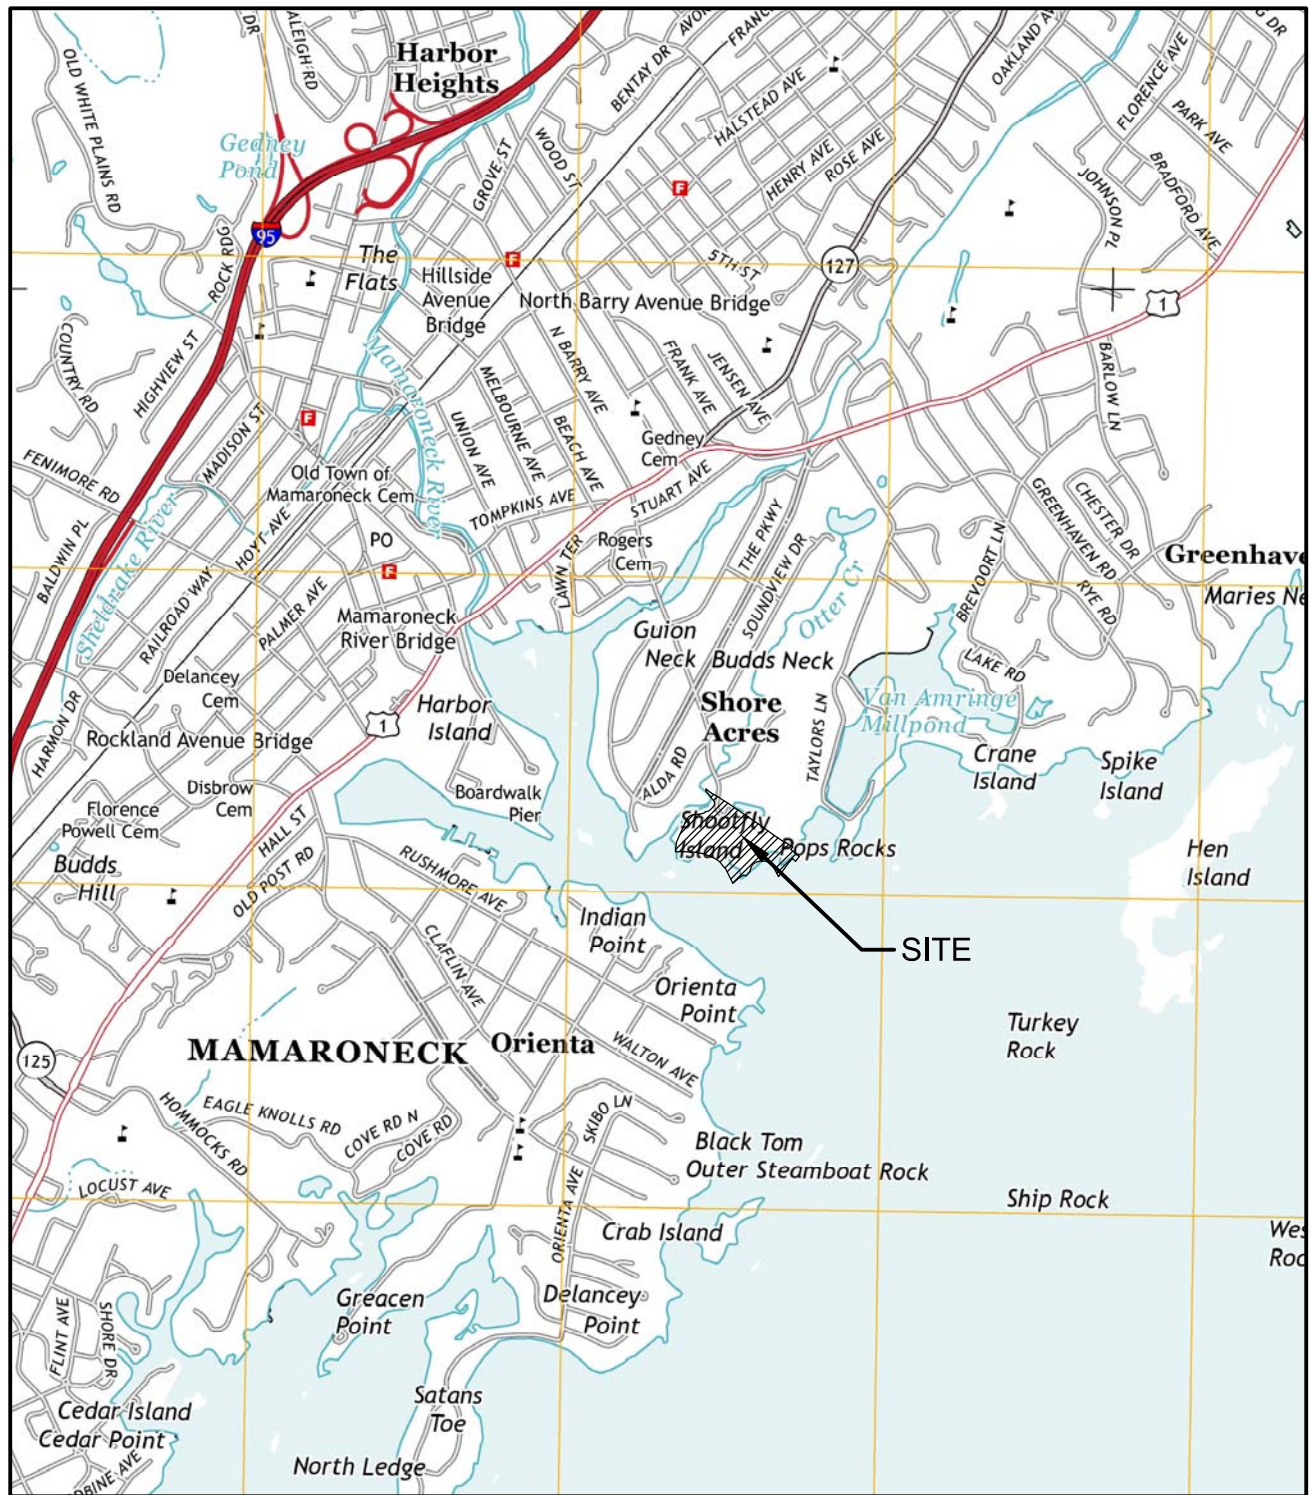 Harbor
Heights
AVON
FRANC
G DR
DR
ALEIGH RD
OLD WHITE PLAINS RD
BENTAY DR
OAKLAND AV
FLORENCE AVE
PARK AVE
Gedney
Pond
HALSTEAD AVE
WOOD ST
GROVE ST
HENRY AVE
ROSE AVE
JOHNSON PL
BRADFORD AVE
F
95
ROCK RDG
The
Flats
F
5TH ST
127
Hillside
Avenue
Bridge
North Barry Avenue Bridge
1
COUNTRY RD
HIGHVIEW ST
Mamaroneck River
N BARRY AVE
FRANK AVE
JENSEN AVE
BARLOW LN
MELBOURNE AVE
UNION AVE
BEACH AVE
MADISON ST
F
Gedney
Cem
FENIMORE RD
Old Town of
Mamaroneck Cem
TOMPKINS AVE
STUART AVE
GREENHAVEN RD
CHESTER DR
Sheldrake River
BALDWIN PL
HOYT AVE
PO
F
Rogers
Cem
LAWN TER
THE PKWY
SOUNDVIEW DR
Otter Cr
BREVOORT LN
RYE RD
Greenhave
Maries Ne
RAILROAD WAY
PALMER AVE
Mamaroneck
River Bridge
Guion
Neck
Budds Neck
LAKE RD
Delancey
Cem
HARMON DR
Harbor
Island
Shore
Acres
TAYLORS LN
Van Amringe
Millpond
1
Rockland Avenue Bridge
Crane
Island
Spike
Island
Disbrow
Cem
Boardwalk
Pier
ALDA RD
Florence
Powell Cem
HALL ST
Shootfly
Island
Pops Rocks
Hen
Island
Budds
Hill
OLD POST RD
RUSHMORE AVE
Indian
Point
CLAFLIN AVE
SITE
Orienta
Point
Turkey
Rock
125
MAMARONECK
Orienta
WALTON AVE
HOMMOCKS RD
EAGLE KNOLLS RD
COVE RD N
COVE RD
SKIBO LN
Black Tom
Outer Steamboat Rock
LOCUST AVE
Ship Rock
ORIENTA AVE
Crab Island
Wes
Roc
FLINT AVE
SHORE DR
Greacen
Point
Delancey
Point
Satans
Toe
Cedar Island
Cedar Point
North Ledge
DBINE AVE